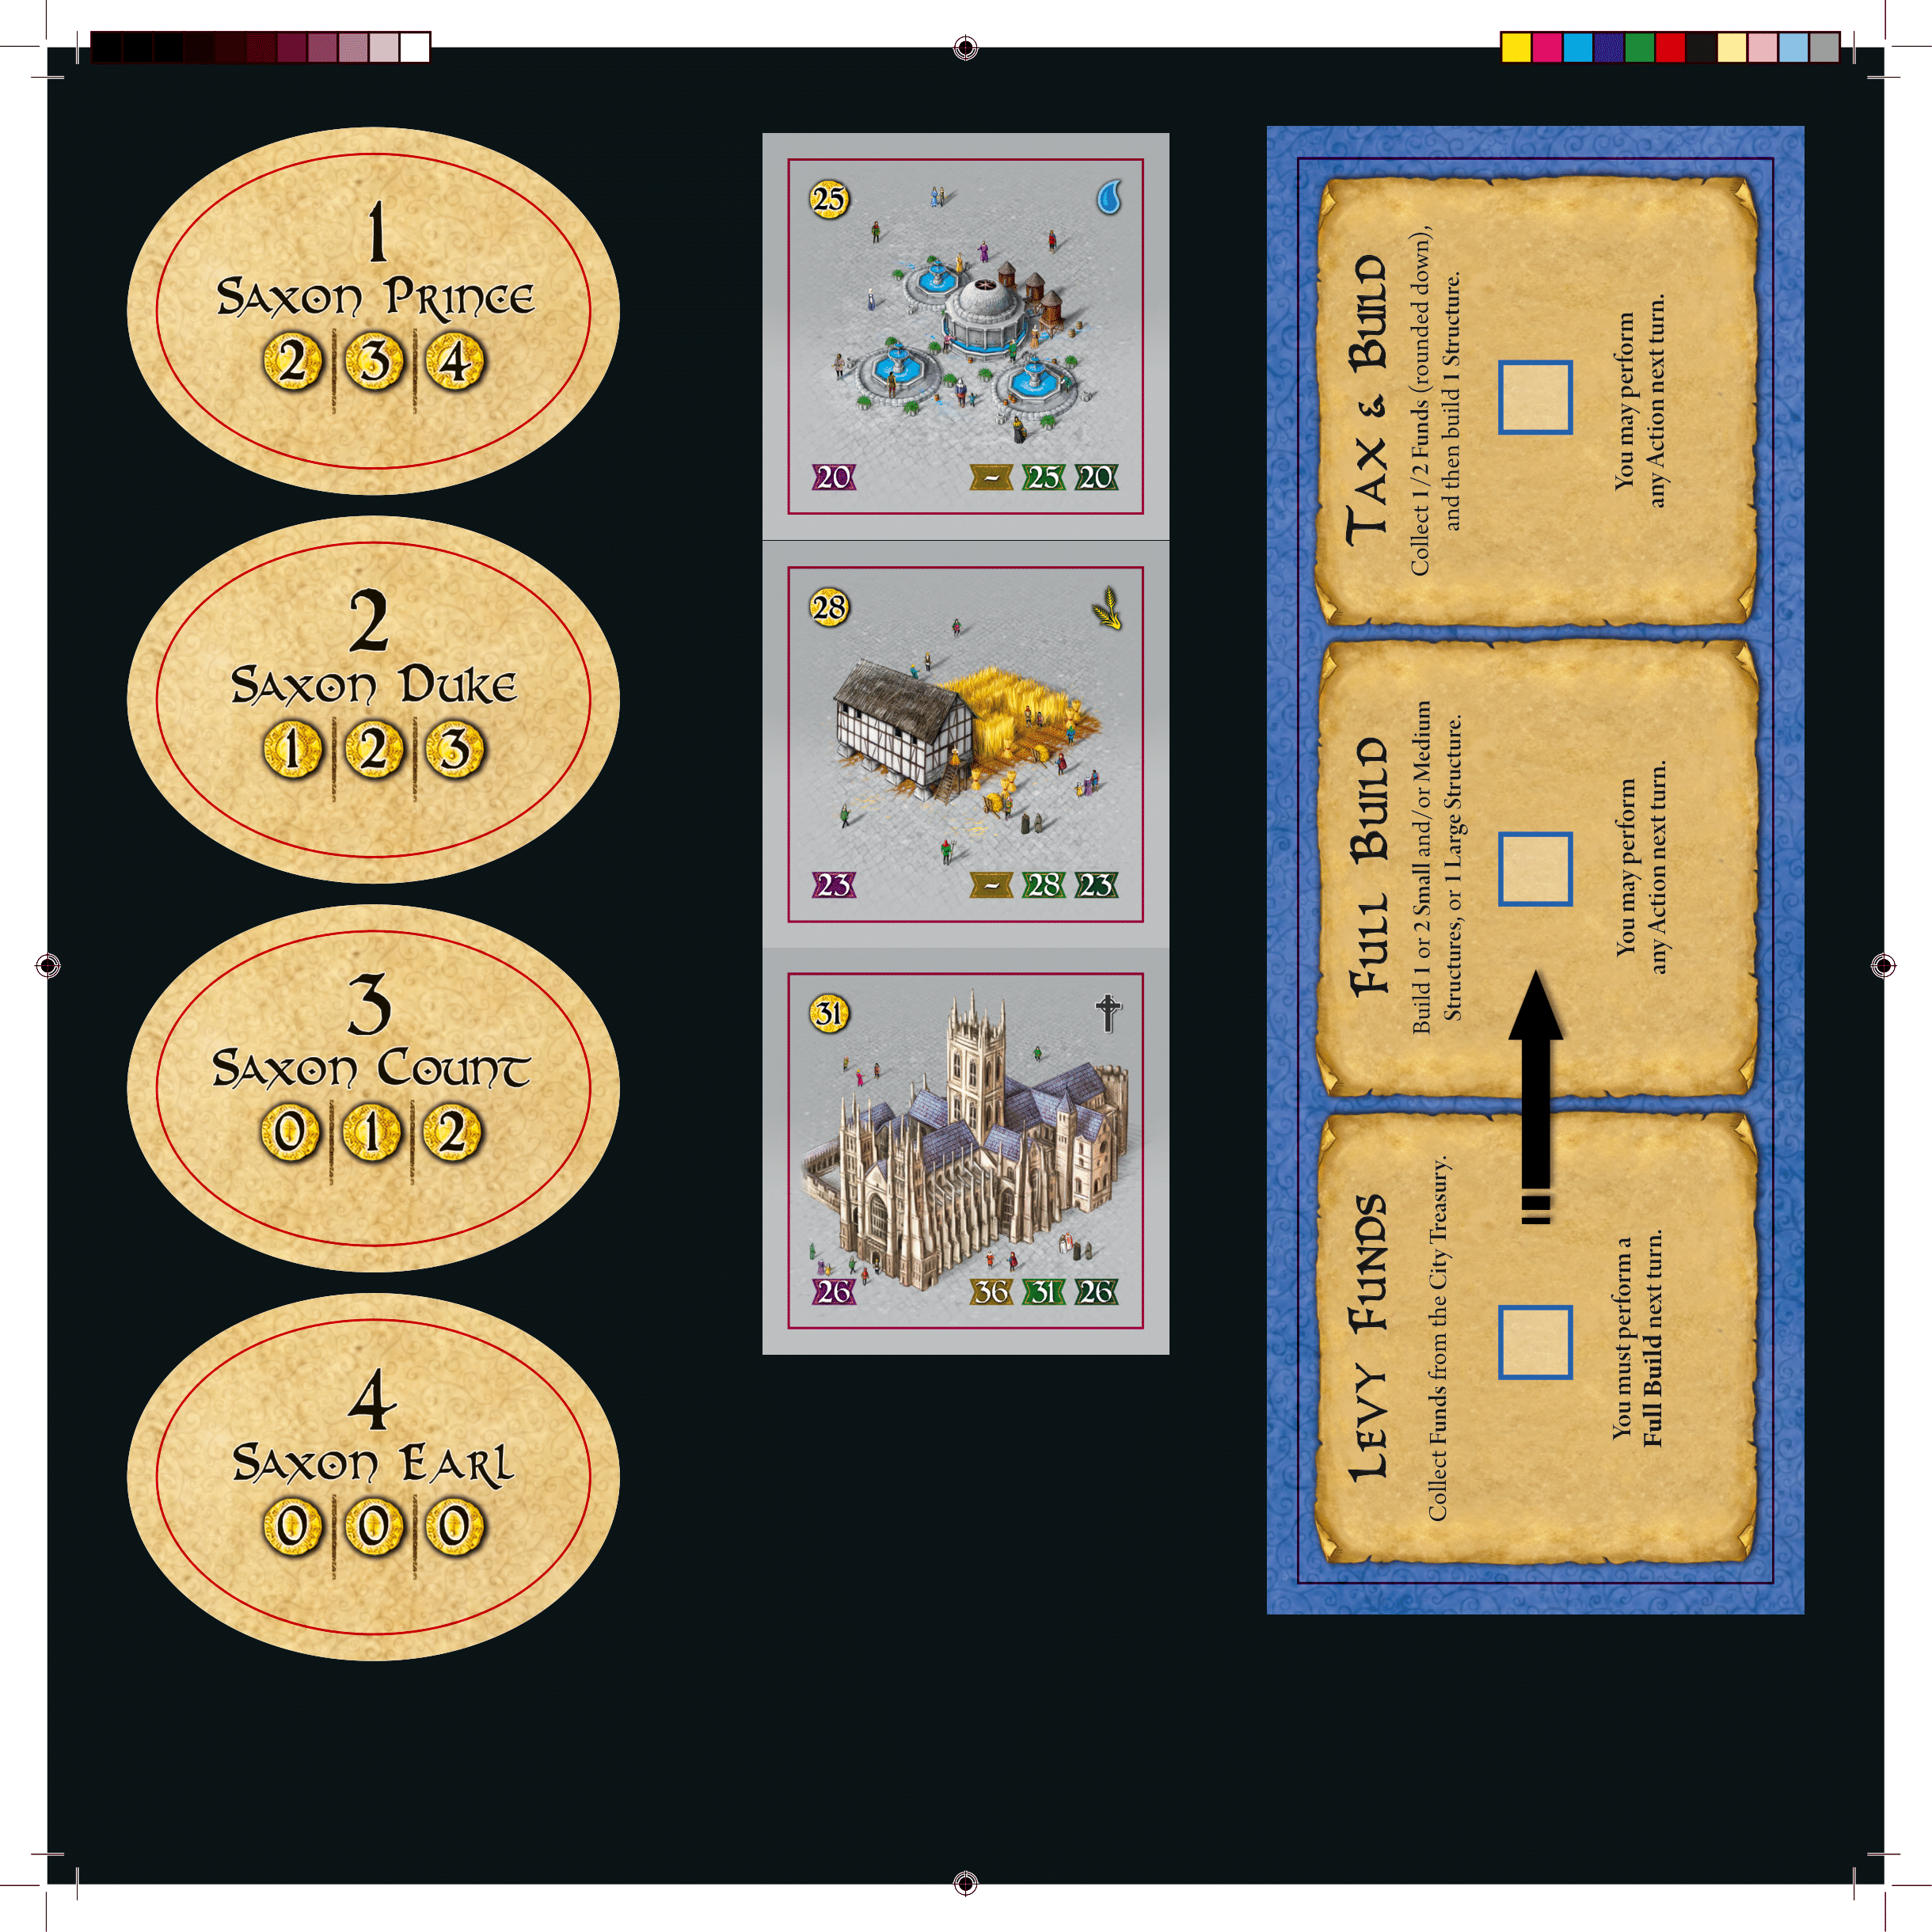 1
Saxon Prince
2 3 4
2
Saxon Duke
1 2 3
3
Saxon Count
0 1 2
4
Saxon Earl
0 0 0
25
20 - 25 20
28
23 - 28 23
31
26 36 31 26
Levy Funds
Collect Funds from the City Treasury.
You must perform a
Full Build next turn.
Full Build
Build 1 or 2 Small and/or Medium
Structures, or 1 Large Structure.
You may perform
any Action next turn.
Tax & Build
Collect 1/2 Funds (rounded down),
and then build 1 Structure.
You may perform
any Action next turn.